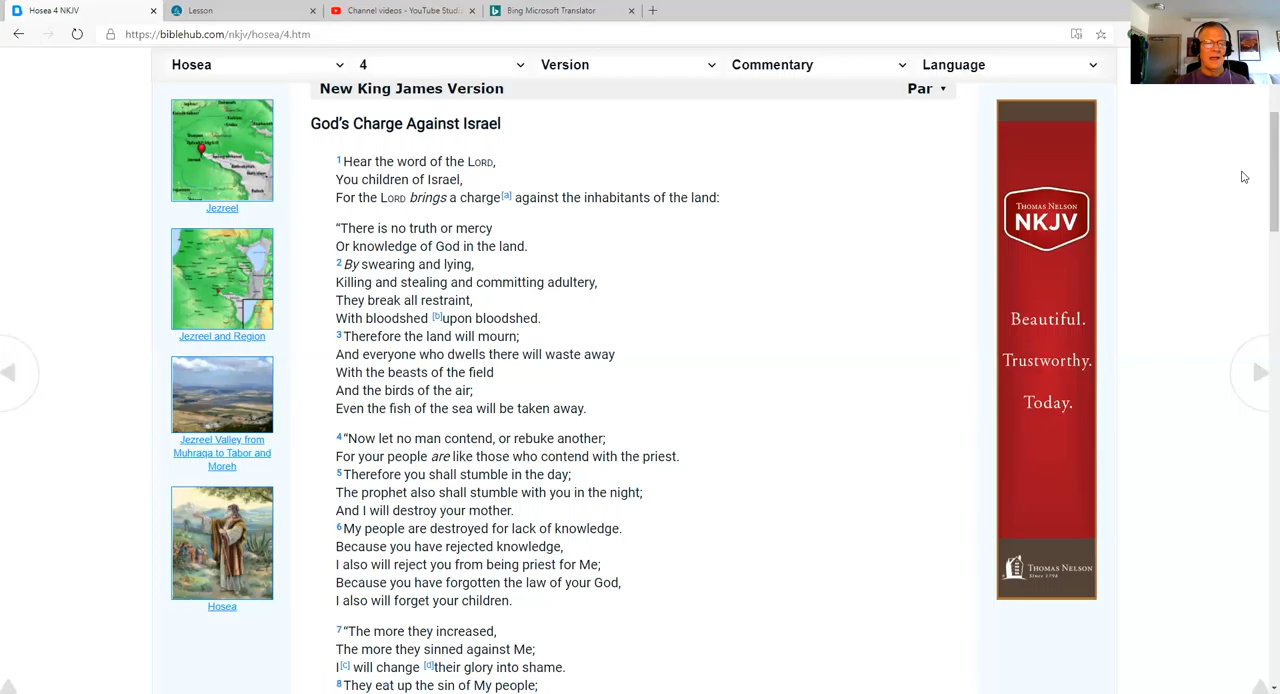 Hosea 4 NKJV
Lesson
Channel videos - YouTube Studi
Bing Microsoft Translator
https://biblehub.com/nkjv/hosea/4.htm
Hosea 4 Version Commentary Language
New King James Version Par
God's Charge Against Israel
1 Hear the word of the LORD,
You children of Israel,
For the LORD brings a charge[a] against the inhabitants of the land:
"There is no truth or mercy
Or knowledge of God in the land.
2 By swearing and lying,
Killing and stealing and committing adultery,
They break all restraint,
With bloodshed [b]upon bloodshed.
3 Therefore the land will mourn;
And everyone who dwells there will waste away
With the beasts of the field
And the birds of the air;
Even the fish of the sea will be taken away.
4 "Now let no man contend, or rebuke another;
For your people are like those who contend with the priest.
5 Therefore you shall stumble in the day;
The prophet also shall stumble with you in the night;
And I will destroy your mother.
6 My people are destroyed for lack of knowledge.
Because you have rejected knowledge,
I also will reject you from being priest for Me;
Because you have forgotten the law of your God,
I also will forget your children.
7 "The more they increased,
The more they sinned against Me;
I[c] will change [d]their glory into shame.
8 They eat up the sin of My people;
Jezreel
Jezreel and Region
Jezreel Valley from
Muhraqa to Tabor and
Moreh
Hosea
THOMAS NELSON
NKJV
Beautiful.
Trustworthy.
Today.
THOMAS NELSON
Since 1798